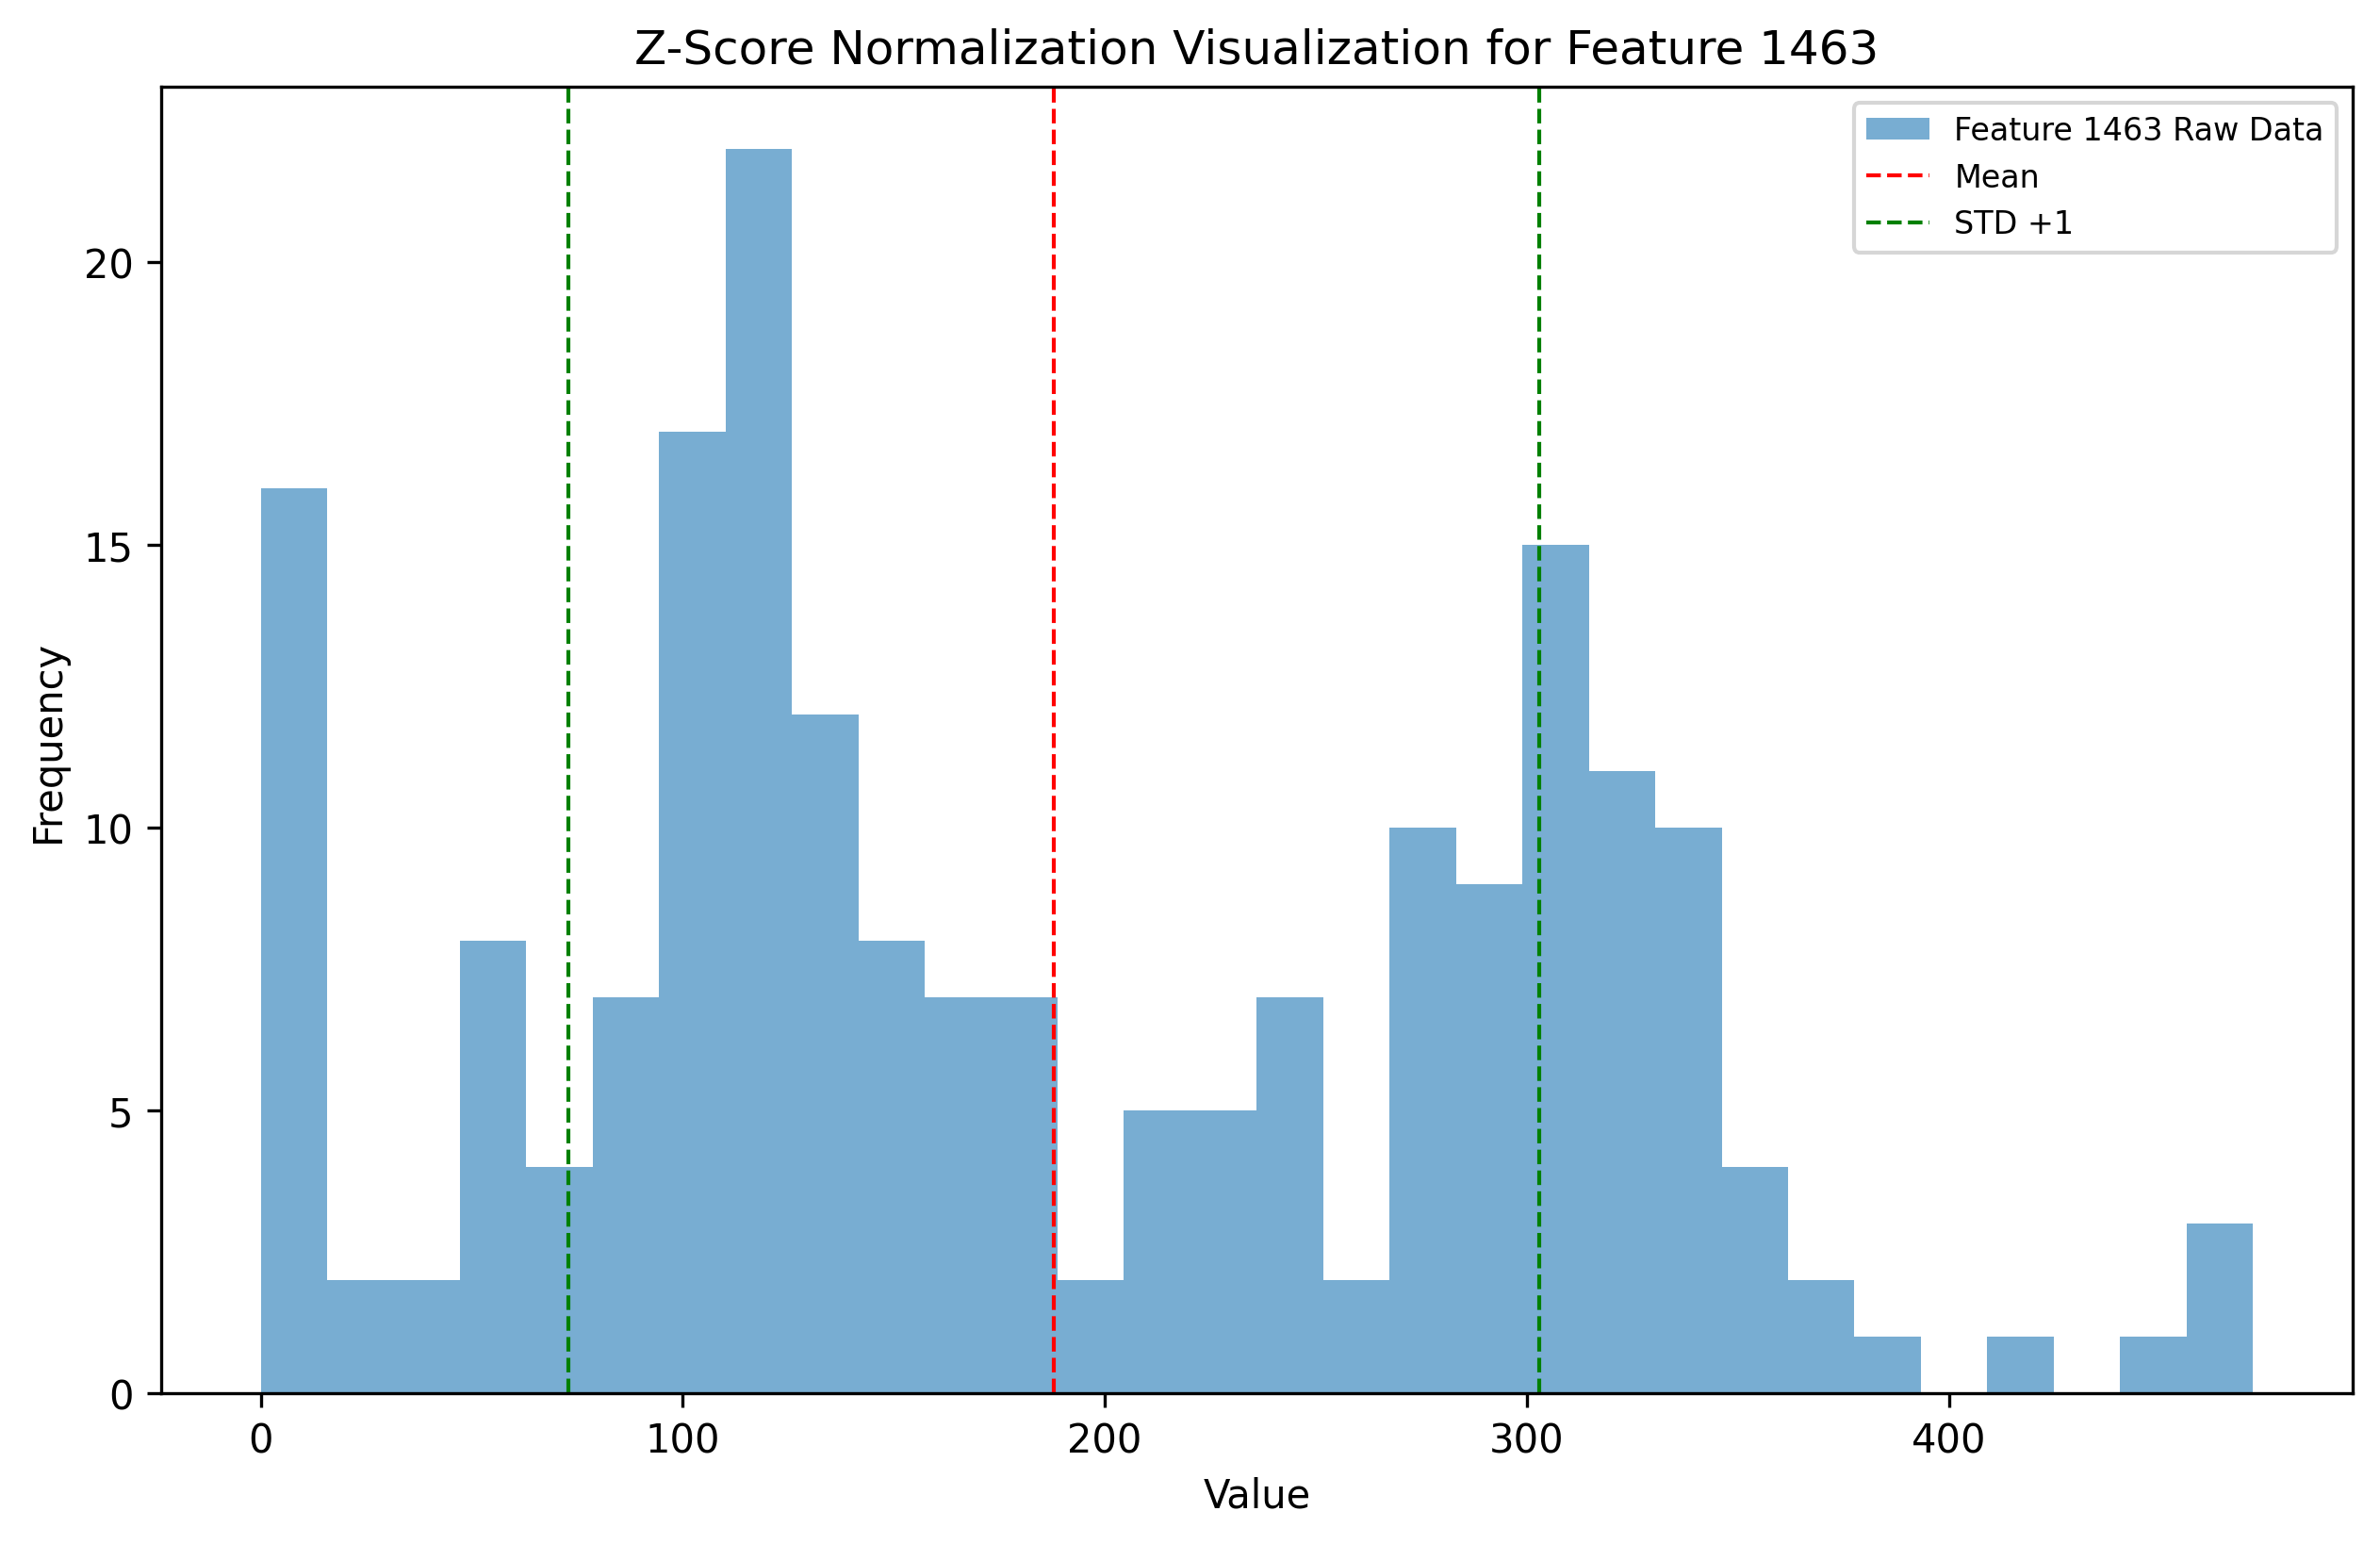 Z-Score Normalization Visualization for Feature 1463
Feature 1463 Raw Data
Mean
STD +1
20
15
10
5
0
Frequency
0 100 200 300 400
Value